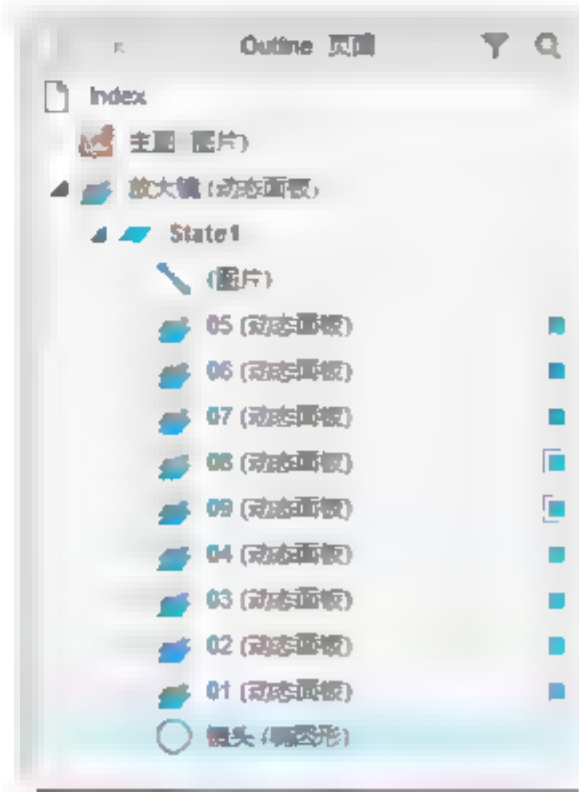 Outline 页面
Index
主图 (图片)
放大镜 (动态面板)
State1
(图片)
05 (动态面板)
06 (动态面板)
07 (动态面板)
08 (动态面板)
09 (动态面板)
04 (动态面板)
03 (动态面板)
02 (动态面板)
01 (动态面板)
镜头 (椭圆形)